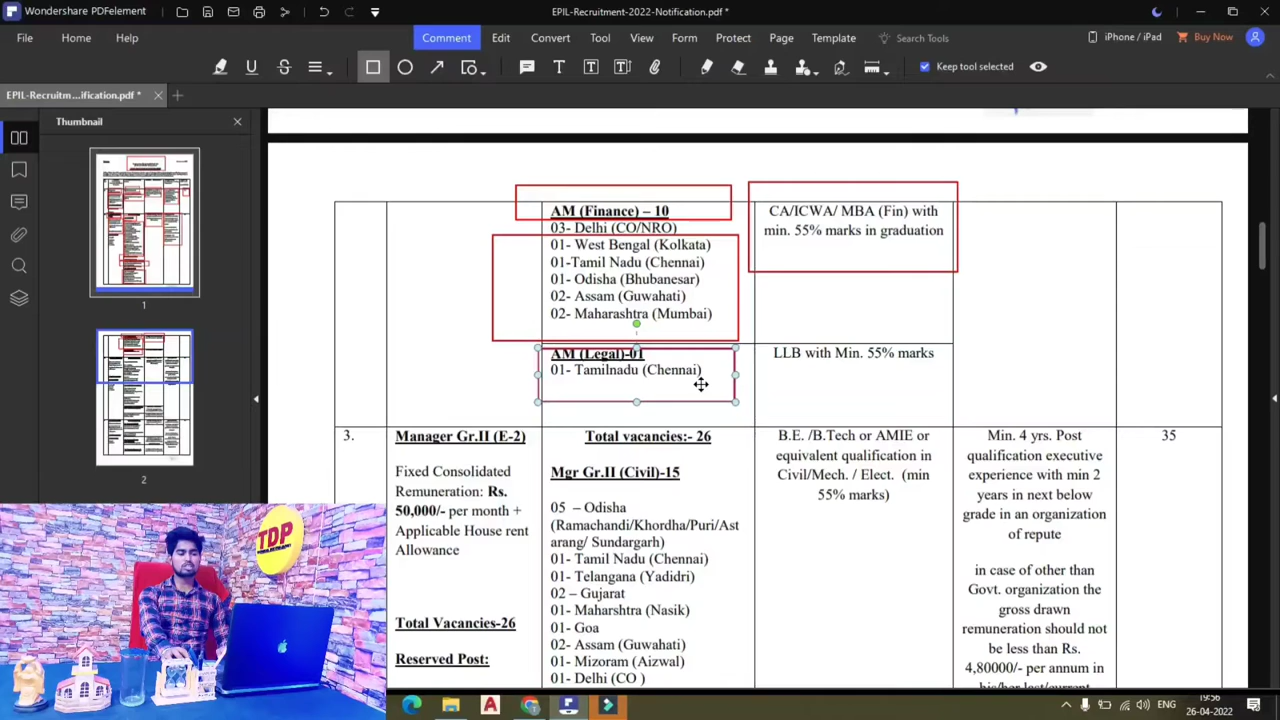 Wondershare PDFelement
EPIL-Recruitment-2022-Notification.pdf *
File
Home
Help
Comment
Edit
Convert
Tool
View
Form
Protect
Page
Template
Search Tools
iPhone / iPad
Buy Now
Keep tool selected
EPIL-Recruitm...ification.pdf *
Thumbnail
1
2
AM (Finance) – 10
03- Delhi (CO/NRO)
01- West Bengal (Kolkata)
01-Tamil Nadu (Chennai)
01- Odisha (Bhubanesar)
02- Assam (Guwahati)
02- Maharashtra (Mumbai)
CA/ICWA/ MBA (Fin) with
min. 55% marks in graduation
AM (Legal)-01
01- Tamilnadu (Chennai)
LLB with Min. 55% marks
3.
Manager Gr.II (E-2)
Fixed Consolidated
Remuneration: Rs.
50,000/- per month +
Applicable House rent
Allowance
Total Vacancies-26
Reserved Post:
Total vacancies:- 26
Mgr Gr.II (Civil)-15
05 – Odisha
(Ramachandi/Khordha/Puri/Ast
arang/ Sundargarh)
01- Tamil Nadu (Chennai)
01- Telangana (Yadidri)
02 – Gujarat
01- Maharshtra (Nasik)
01- Goa
02- Assam (Guwahati)
01- Mizoram (Aizwal)
01- Delhi (CO )
B.E. /B.Tech or AMIE or
equivalent qualification in
Civil/Mech. / Elect. (min
55% marks)
Min. 4 yrs. Post
qualification executive
experience with min 2
years in next below
grade in an organization
of repute
in case of other than
Govt. organization the
gross drawn
remuneration should not
be less than Rs.
4,80000/- per annum in
his/her last/current
35
TDP
ENG
19:56
26-04-2022